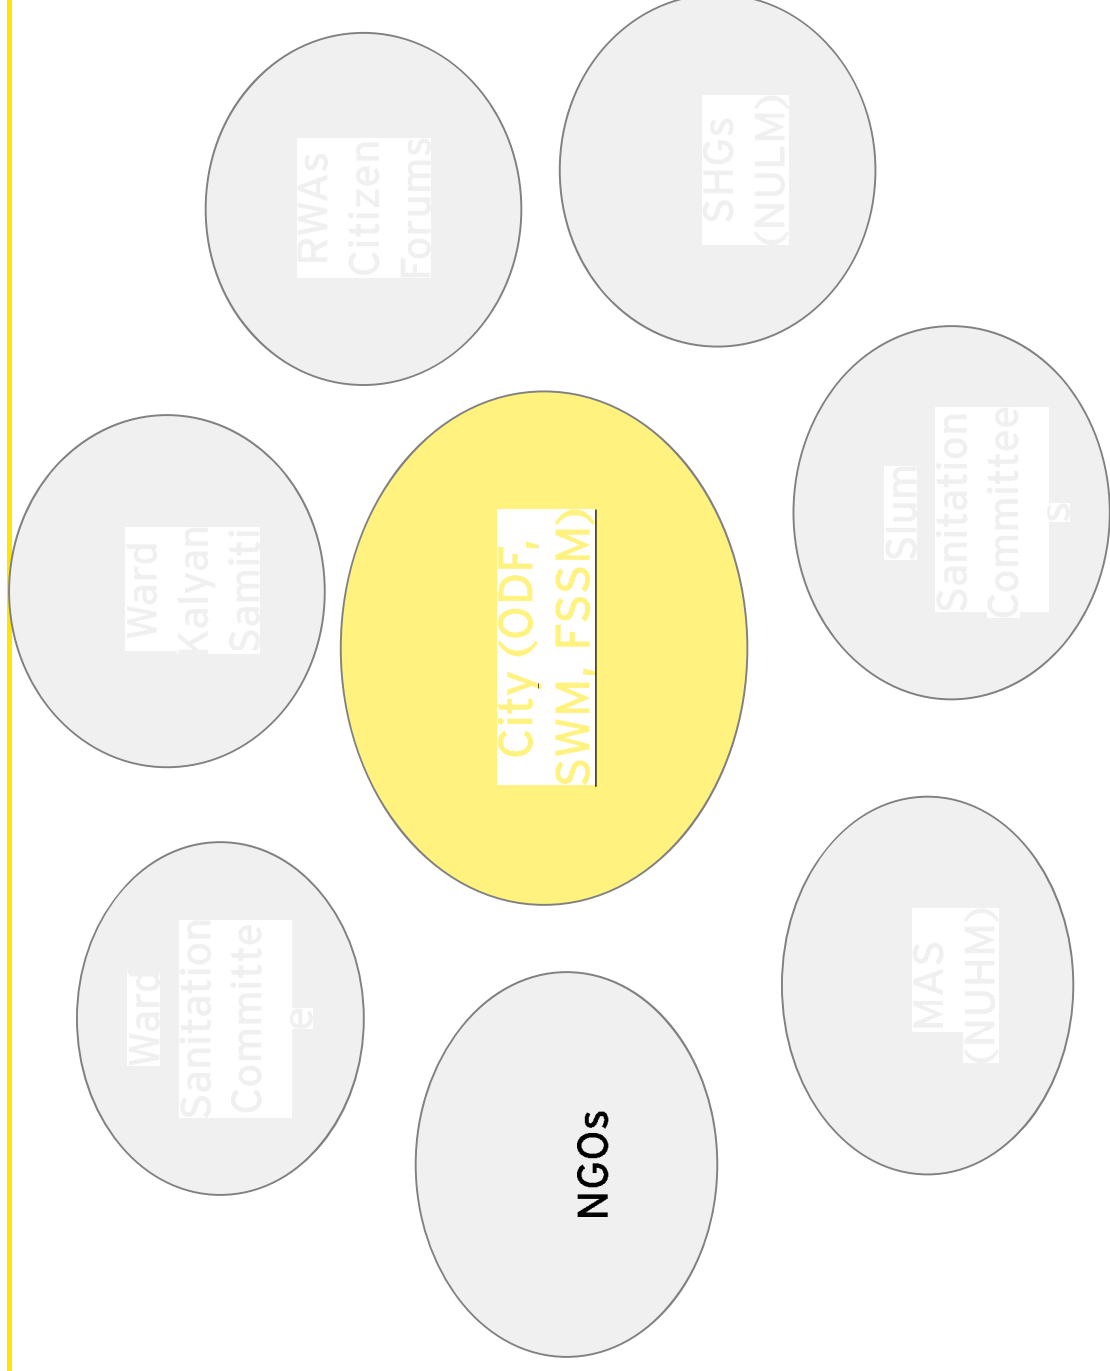 RWAs
Citizen
Forums
SHGs
(NULM)
Ward
Kalyan
Samiti
City (ODF,
SWM, FSSM)
Slum
Sanitation
Committee
s
Ward
Sanitation
Committe
e
NGOs
MAS
(NUHM)